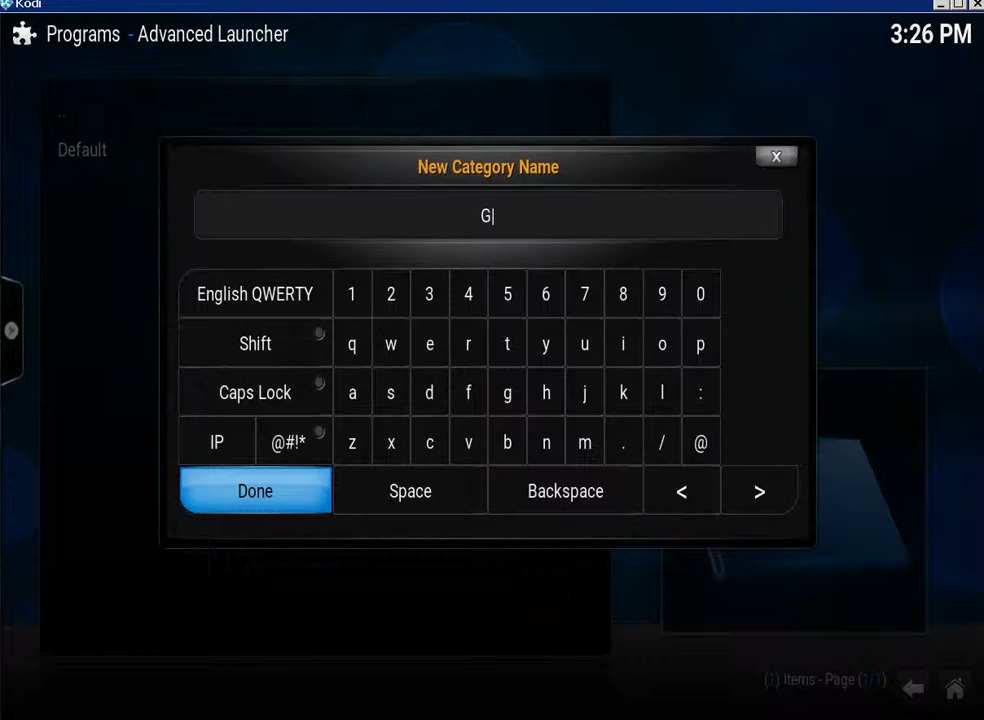 Kodi
Programs - Advanced Launcher
3:26 PM
..
Default
New Category Name
X
G
English QWERTY 1 2 3 4 5 6 7 8 9 0
Shift q w e r t y u i o p
Caps Lock a s d f g h j k l :
IP @#!* z x c v b n m . / @
Done Space Backspace < >
(1) Items - Page (1/1)